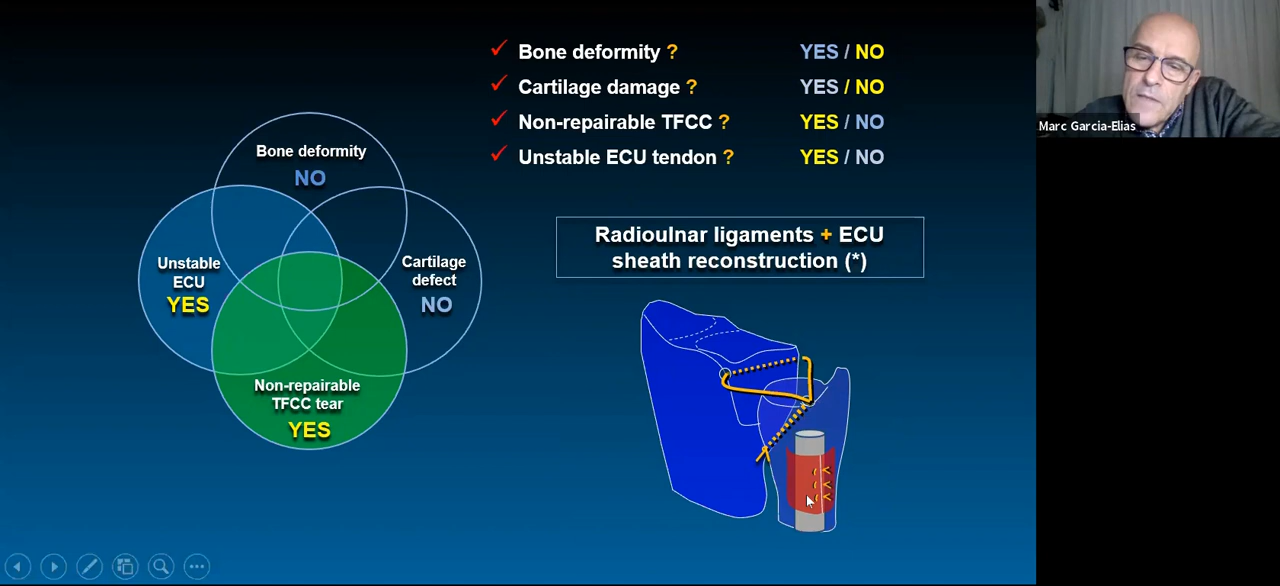 Bone deformity ? YES / NO
Cartilage damage ? YES / NO
Non-repairable TFCC ? YES / NO
Unstable ECU tendon ? YES / NO
Bone deformity
NO
Unstable
ECU
YES
Cartilage
defect
NO
Non-repairable
TFCC tear
YES
Radioulnar ligaments + ECU
sheath reconstruction (*)
Marc Garcia-Elias